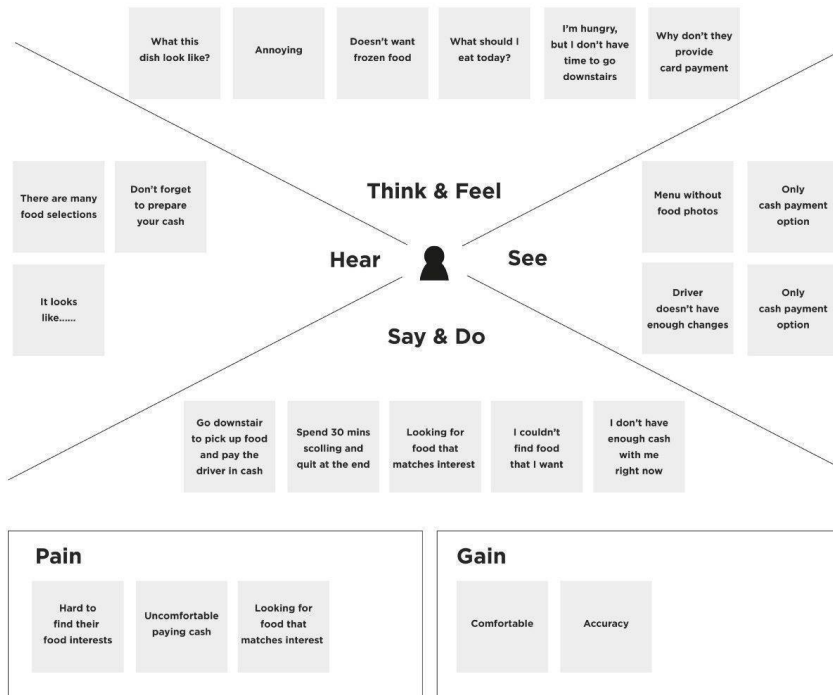 What this
dish look like?
Annoying
Doesn't want
frozen food
What should I
eat today?
I'm hungry,
but I don't have
time to go
downstairs
Why don't they
provide
card payment
Think & Feel
There are many
food selections
Don't forget
to prepare
your cash
It looks
like......
Hear
See
Menu without
food photos
Only
cash payment
option
Driver
doesn't have
enough changes
Only
cash payment
option
Say & Do
Go downstair
to pick up food
and pay the
driver in cash
Spend 30 mins
scolling and
quit at the end
Looking for
food that
matches interest
I couldn't
find food
that I want
I don't have
enough cash
with me
right now
Pain
Hard to
find their
food interests
Uncomfortable
paying cash
Looking for
food that
matches interest
Gain
Comfortable
Accuracy